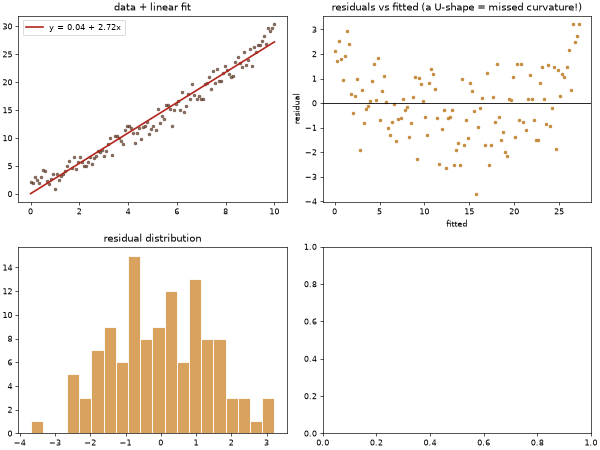 data + linear fit
y = 0.04 + 2.72x
30
25
20
15
10
5
0
0 2 4 6 8 10
residuals vs fitted (a U-shape = missed curvature!)
residual
3
2
1
0
−1
−2
−3
−4
0 5 10 15 20 25
fitted
residual distribution
14
12
10
8
6
4
2
0
−4 −3 −2 −1 0 1 2 3
1.0
0.8
0.6
0.4
0.2
0.0
0.0 0.2 0.4 0.6 0.8 1.0